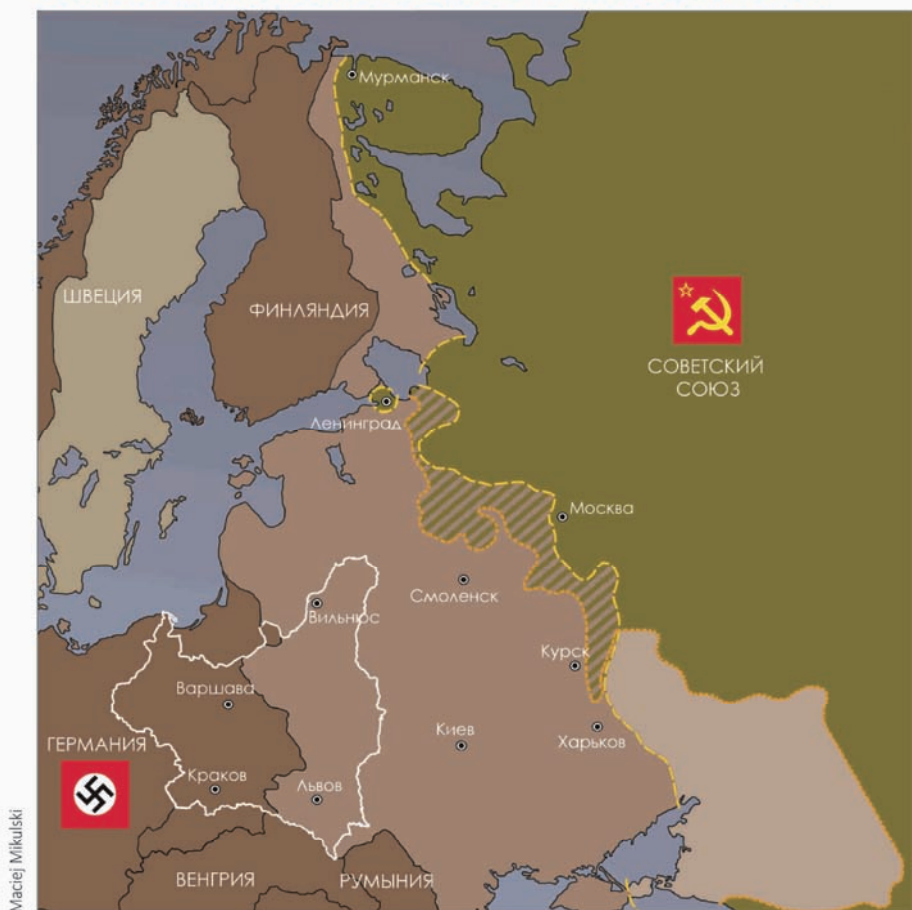 Мурманск
ШВЕЦИЯ
ФИНЛЯНДИЯ
СОВЕТСКИЙ
СОЮЗ
Ленинград
Москва
Смоленск
Вильнюс
Курск
Варшава
Киев
Харьков
ГЕРМАНИЯ
Краков
Львов
ВЕНГРИЯ
РУМЫНИЯ
Maciej Mikulski